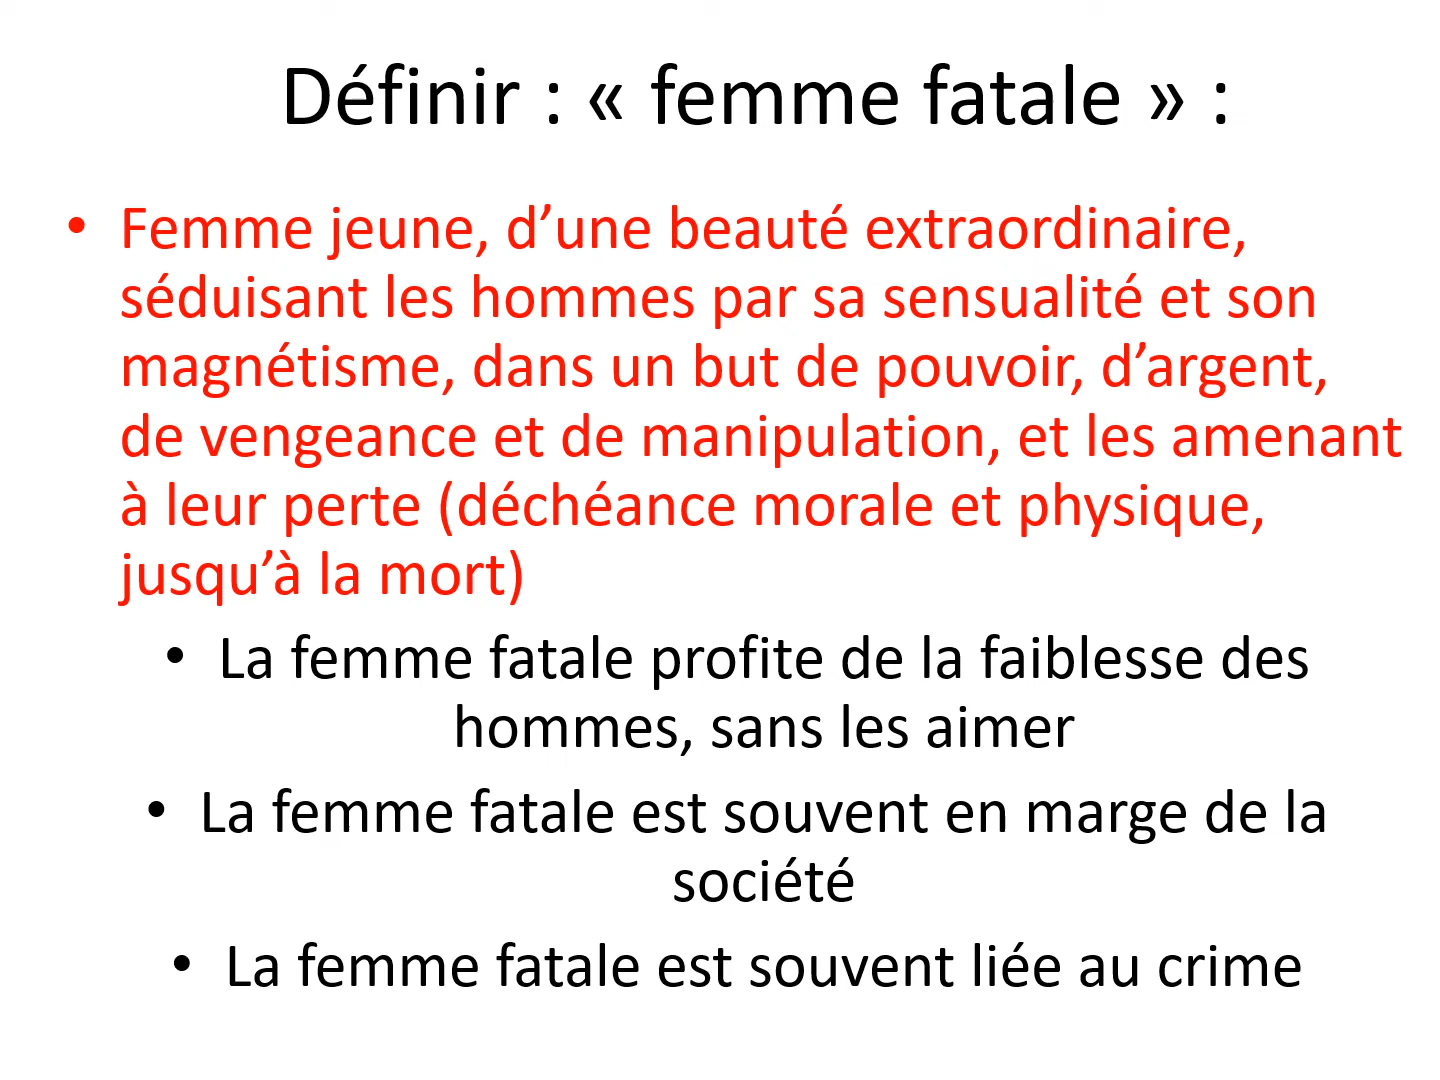 Définir : « femme fatale » :
• Femme jeune, d’une beauté extraordinaire,
séduisant les hommes par sa sensualité et son
magnétisme, dans un but de pouvoir, d’argent,
de vengeance et de manipulation, et les amenant
à leur perte (déchéance morale et physique,
jusqu’à la mort)
• La femme fatale profite de la faiblesse des
hommes, sans les aimer
• La femme fatale est souvent en marge de la
société
• La femme fatale est souvent liée au crime